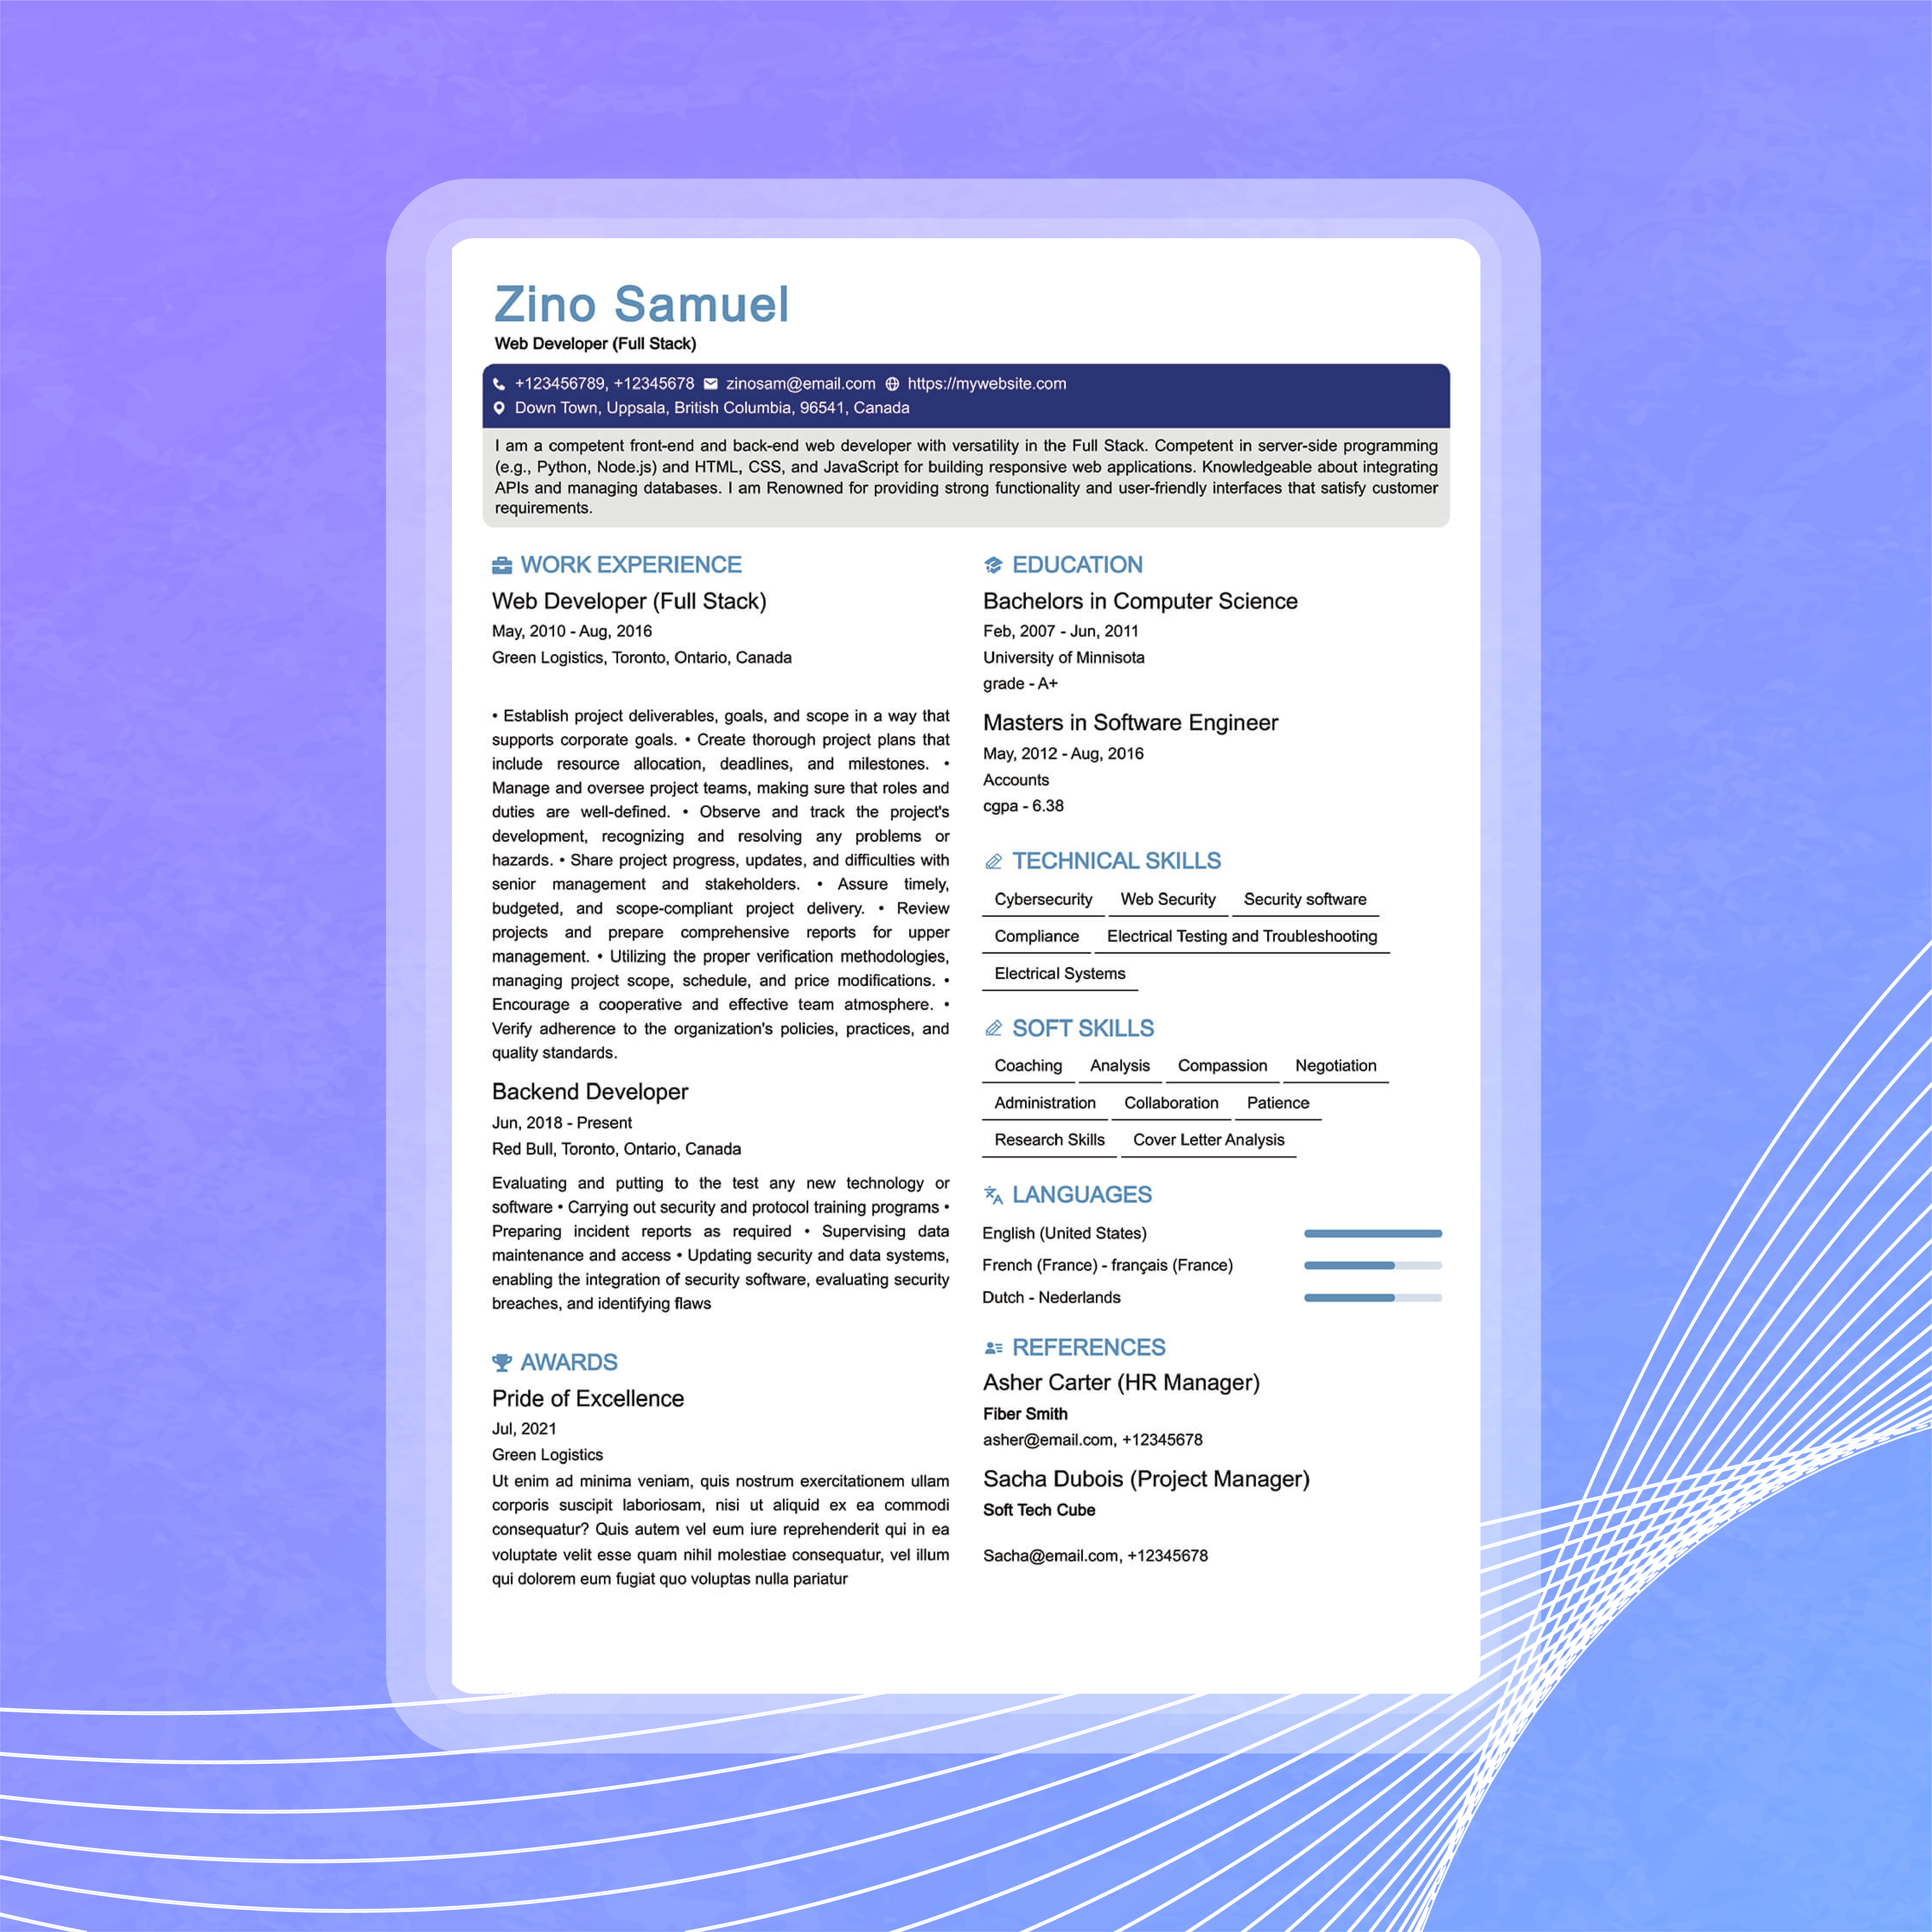 Zino Samuel
Web Developer (Full Stack)
+123456789, +12345678 zinosam@email.com https://mywebsite.com
Down Town, Uppsala, British Columbia, 96541, Canada
I am a competent front-end and back-end web developer with versatility in the Full Stack. Competent in server-side programming
(e.g., Python, Node.js) and HTML, CSS, and JavaScript for building responsive web applications. Knowledgeable about integrating
APIs and managing databases. I am Renowned for providing strong functionality and user-friendly interfaces that satisfy customer
requirements.
WORK EXPERIENCE
Web Developer (Full Stack)
May, 2010 - Aug, 2016
Green Logistics, Toronto, Ontario, Canada
• Establish project deliverables, goals, and scope in a way that
supports corporate goals. • Create thorough project plans that
include resource allocation, deadlines, and milestones. •
Manage and oversee project teams, making sure that roles and
duties are well-defined. • Observe and track the project's
development, recognizing and resolving any problems or
hazards. • Share project progress, updates, and difficulties with
senior management and stakeholders. • Assure timely,
budgeted, and scope-compliant project delivery. • Review
projects and prepare comprehensive reports for upper
management. • Utilizing the proper verification methodologies,
managing project scope, schedule, and price modifications. •
Encourage a cooperative and effective team atmosphere. •
Verify adherence to the organization's policies, practices, and
quality standards.
Backend Developer
Jun, 2018 - Present
Red Bull, Toronto, Ontario, Canada
Evaluating and putting to the test any new technology or
software • Carrying out security and protocol training programs •
Preparing incident reports as required • Supervising data
maintenance and access • Updating security and data systems,
enabling the integration of security software, evaluating security
breaches, and identifying flaws
AWARDS
Pride of Excellence
Jul, 2021
Green Logistics
Ut enim ad minima veniam, quis nostrum exercitationem ullam
corporis suscipit laboriosam, nisi ut aliquid ex ea commodi
consequatur? Quis autem vel eum iure reprehenderit qui in ea
voluptate velit esse quam nihil molestiae consequatur, vel illum
qui dolorem eum fugiat quo voluptas nulla pariatur
EDUCATION
Bachelors in Computer Science
Feb, 2007 - Jun, 2011
University of Minnisota
grade - A+
Masters in Software Engineer
May, 2012 - Aug, 2016
Accounts
cgpa - 6.38
TECHNICAL SKILLS
Cybersecurity Web Security Security software
Compliance Electrical Testing and Troubleshooting
Electrical Systems
SOFT SKILLS
Coaching Analysis Compassion Negotiation
Administration Collaboration Patience
Research Skills Cover Letter Analysis
LANGUAGES
English (United States)
French (France) - français (France)
Dutch - Nederlands
REFERENCES
Asher Carter (HR Manager)
Fiber Smith
asher@email.com, +12345678
Sacha Dubois (Project Manager)
Soft Tech Cube
Sacha@email.com, +12345678